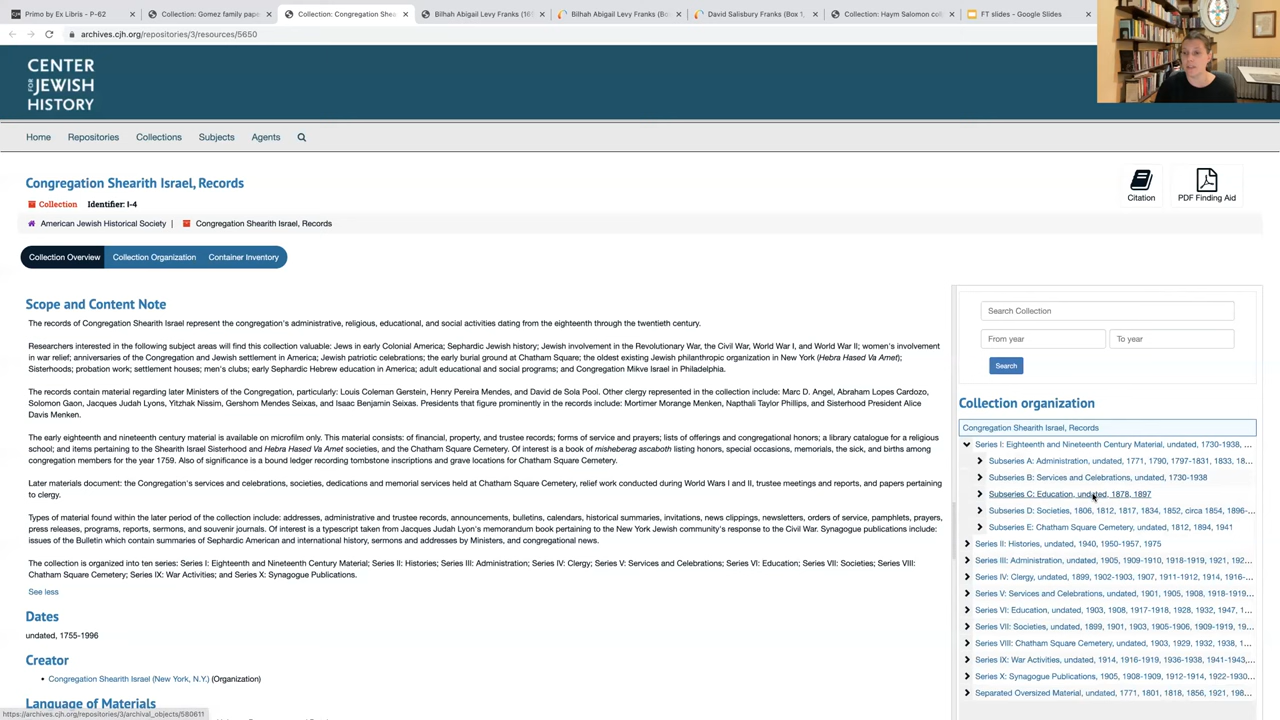 Primo by Ex Libris - P-62
Collection: Gomez family pape
Collection: Congregation Shea
Bilhah Abigail Levy Franks (16
Bilhah Abigail Levy Franks (Bo
David Salisbury Franks (Box 1,
Collection: Haym Salomon col
FT slides - Google Slides
archives.cjh.org/repositories/3/resources/5650
CENTER
FOR JEWISH
HISTORY
Home
Repositories
Collections
Subjects
Agents
Congregation Shearith Israel, Records
Collection Identifier: I-4
Citation
PDF Finding Aid
American Jewish Historical Society | Congregation Shearith Israel, Records
Collection Overview
Collection Organization
Container Inventory
Scope and Content Note
The records of Congregation Shearith Israel represent the congregation's administrative, religious, educational, and social activities dating from the eighteenth through the twentieth century.
Researchers interested in the following subject areas will find this collection valuable: Jews in early Colonial America; Sephardic Jewish history; Jewish involvement in the Revolutionary War, the Civil War, World War I, and World War II; women's involvement
in war relief; anniversaries of the Congregation and Jewish settlement in America; Jewish patriotic celebrations; the early burial ground at Chatham Square; the oldest existing Jewish philanthropic organization in New York (Hebra Hased Va Amet);
Sisterhoods; probation work; settlement houses; men's clubs; early Sephardic Hebrew education in America; adult educational and social programs; and Congregation Mikve Israel in Philadelphia.
The records contain material regarding later Ministers of the Congregation, particularly: Louis Coleman Gerstein, Henry Pereira Mendes, and David de Sola Pool. Other clergy represented in the collection include: Marc D. Angel, Abraham Lopes Cardozo,
Solomon Gaon, Jacques Judah Lyons, Yitzhak Nissim, Gershom Mendes Seixas, and Isaac Benjamin Seixas. Presidents that figure prominently in the records include: Mortimer Morange Menken, Napthali Taylor Phillips, and Sisterhood President Alice
Davis Menken.
The early eighteenth and nineteenth century material is available on microfilm only. This material consists: of financial, property, and trustee records; forms of service and prayers; lists of offerings and congregational honors; a library catalogue for a religious
school; and items pertaining to the Shearith Israel Sisterhood and Hebra Hased Va Amet societies, and the Chatham Square Cemetery. Of interest is a book of misheberag ascaboth listing honors, special occasions, memorials, the sick, and births among
congregation members for the year 1759. Also of significance is a bound ledger recording tombstone inscriptions and grave locations for Chatham Square Cemetery.
Later materials document: the Congregation's services and celebrations, societies, dedications and memorial services held at Chatham Square Cemetery, relief work conducted during World Wars I and II, trustee meetings and reports, and papers pertaining
to clergy.
Types of material found within the later period of the collection include: addresses, administrative and trustee records, announcements, bulletins, calendars, historical summaries, invitations, news clippings, newsletters, orders of service, pamphlets, prayers,
press releases, programs, reports, sermons, and souvenir journals. Of interest is a typescript taken from Jacques Judah Lyon's memorandum book pertaining to the New York Jewish community's response to the Civil War. Synagogue publications include:
issues of the Bulletin which contain summaries of Sephardic American and international history, sermons and addresses by Ministers, and congregational news.
The collection is organized into ten series: Series I: Eighteenth and Nineteenth Century Material; Series II: Histories; Series III: Administration; Series IV: Clergy; Series V: Services and Celebrations; Series VI: Education; Series VII: Societies; Series VIII:
Chatham Square Cemetery; Series IX: War Activities; and Series X: Synagogue Publications.
See less
Dates
undated, 1755-1996
Creator
• Congregation Shearith Israel (New York, N.Y.) (Organization)
Language of Materials
https://archives.cjh.org/repositories/3/archival_objects/580611
Search Collection
From year
To year
Search
Collection organization
Congregation Shearith Israel, Records
Series I: Eighteenth and Nineteenth Century Material, undated, 1730-1938, ...
Subseries A: Administration, undated, 1771, 1790, 1797-1831, 1833, 18...
Subseries B: Services and Celebrations, undated, 1730-1938
Subseries C: Education, undated, 1878, 1897
Subseries D: Societies, 1806, 1812, 1817, 1834, 1852, circa 1854, 1896-...
Subseries E: Chatham Square Cemetery, undated, 1812, 1894, 1941
Series II: Histories, undated, 1940, 1950-1957, 1975
Series III: Administration, undated, 1905, 1909-1910, 1918-1919, 1921, 192...
Series IV: Clergy, undated, 1899, 1902-1903, 1907, 1911-1912, 1914, 1916-...
Series V: Services and Celebrations, undated, 1901, 1905, 1908, 1918-1919...
Series VI: Education, undated, 1903, 1908, 1917-1918, 1928, 1932, 1947, 1...
Series VII: Societies, undated, 1899, 1901, 1903, 1905-1906, 1909-1919, 19...
Series VIII: Chatham Square Cemetery, undated, 1903, 1929, 1932, 1938, 1...
Series IX: War Activities, undated, 1914, 1916-1919, 1936-1938, 1941-1943,...
Series X: Synagogue Publications, 1905, 1908-1909, 1912-1914, 1922-1930...
Separated Oversized Material, undated, 1771, 1801, 1818, 1856, 1921, 198...